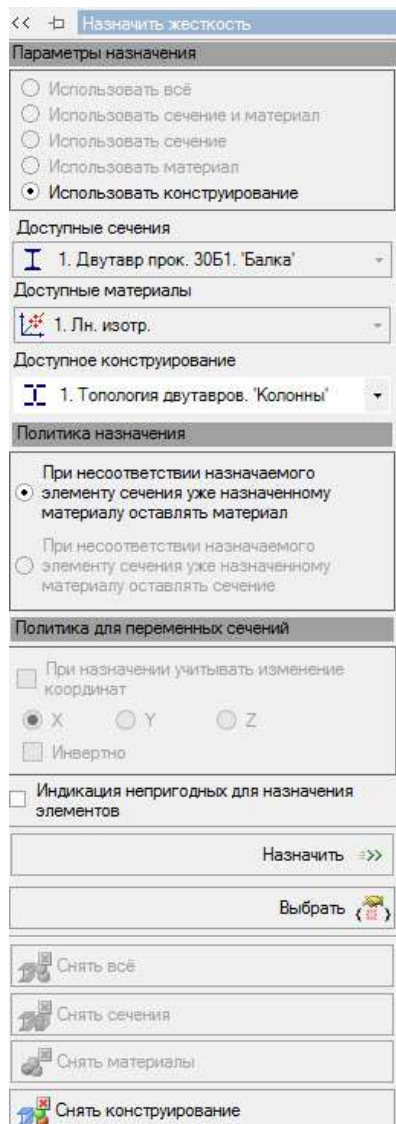 << Назначить жесткость
Параметры назначения
Использовать всё
Использовать сечение и материал
Использовать сечение
Использовать материал
Использовать конструирование
Доступные сечения
1. Двутавр прок. 30Б1. "Балка"
Доступные материалы
1. Лн. изотр.
Доступное конструирование
1. Топология двутавров. "Колонны"
Политика назначения
При несоответствии назначаемого
элементу сечения уже назначенному
материалу оставлять материал
При несоответствии назначаемого
элементу сечения уже назначенному
материалу оставлять сечение
Политика для переменных сечений
При назначении учитывать изменение
координат
X Y Z
Инвертно
Индикация непригодных для назначения
элементов
Назначить
Выбрать
Снять всё
Снять сечения
Снять материалы
Снять конструирование